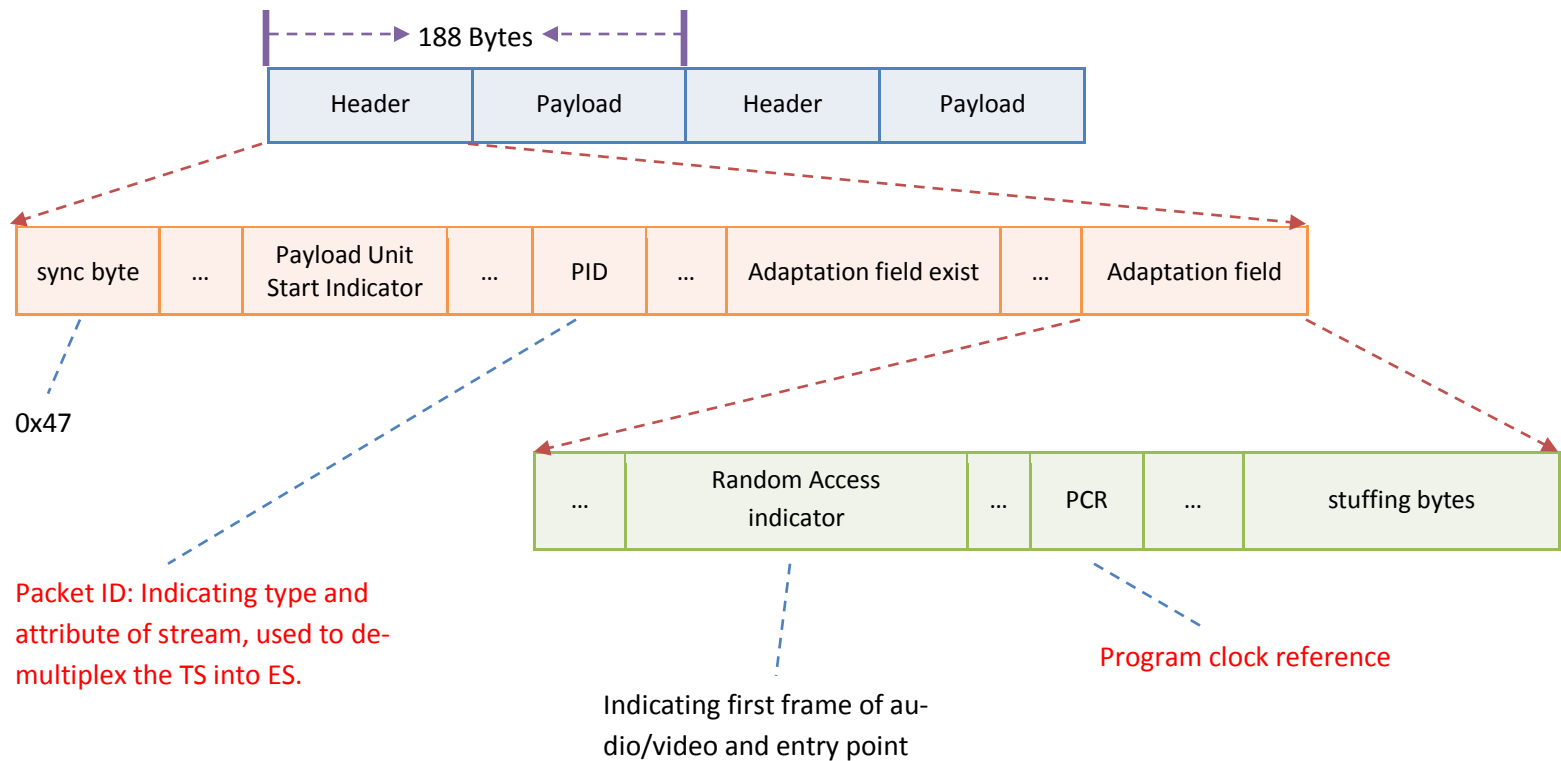 188 Bytes
Header Payload Header Payload
sync byte … Payload Unit … PID … Adaptation field exist … Adaptation field
Start Indicator
0x47
… Random Access … PCR … stuffing bytes
indicator
Packet ID: Indicating type and
attribute of stream, used to de-
multiplex the TS into ES.
Program clock reference
Indicating first frame of au-
dio/video and entry point